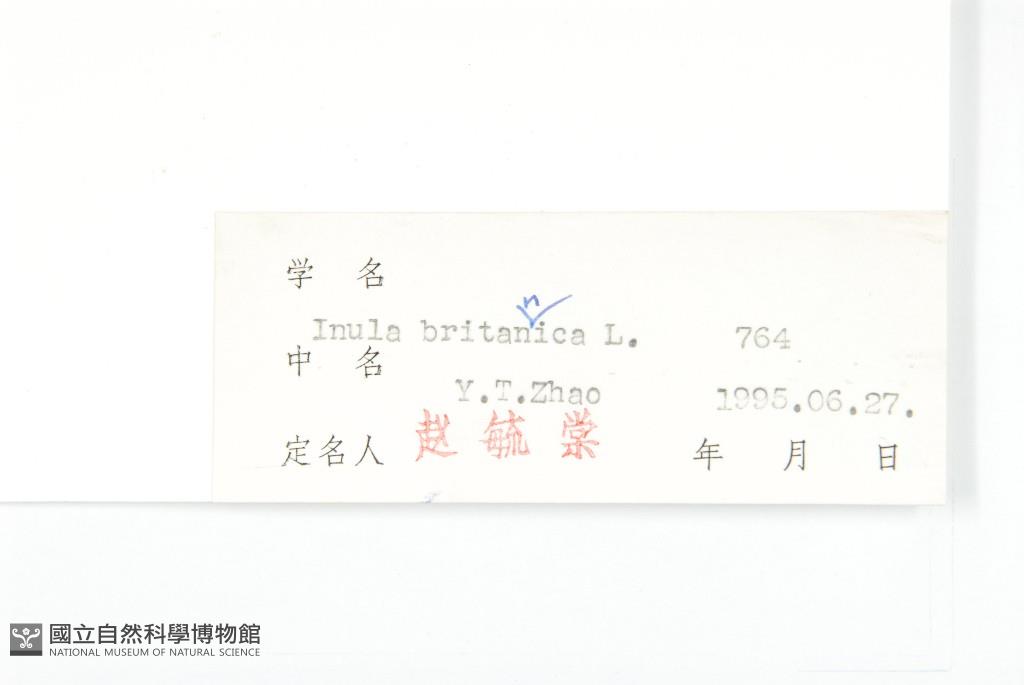 学 名
n
Inula britanica L. 764
中 名
Y.T.Zhao 1995.06.27.
定名人 赵毓棠 年 月 日
國立自然科學博物館
NATIONAL MUSEUM OF NATURAL SCIENCE